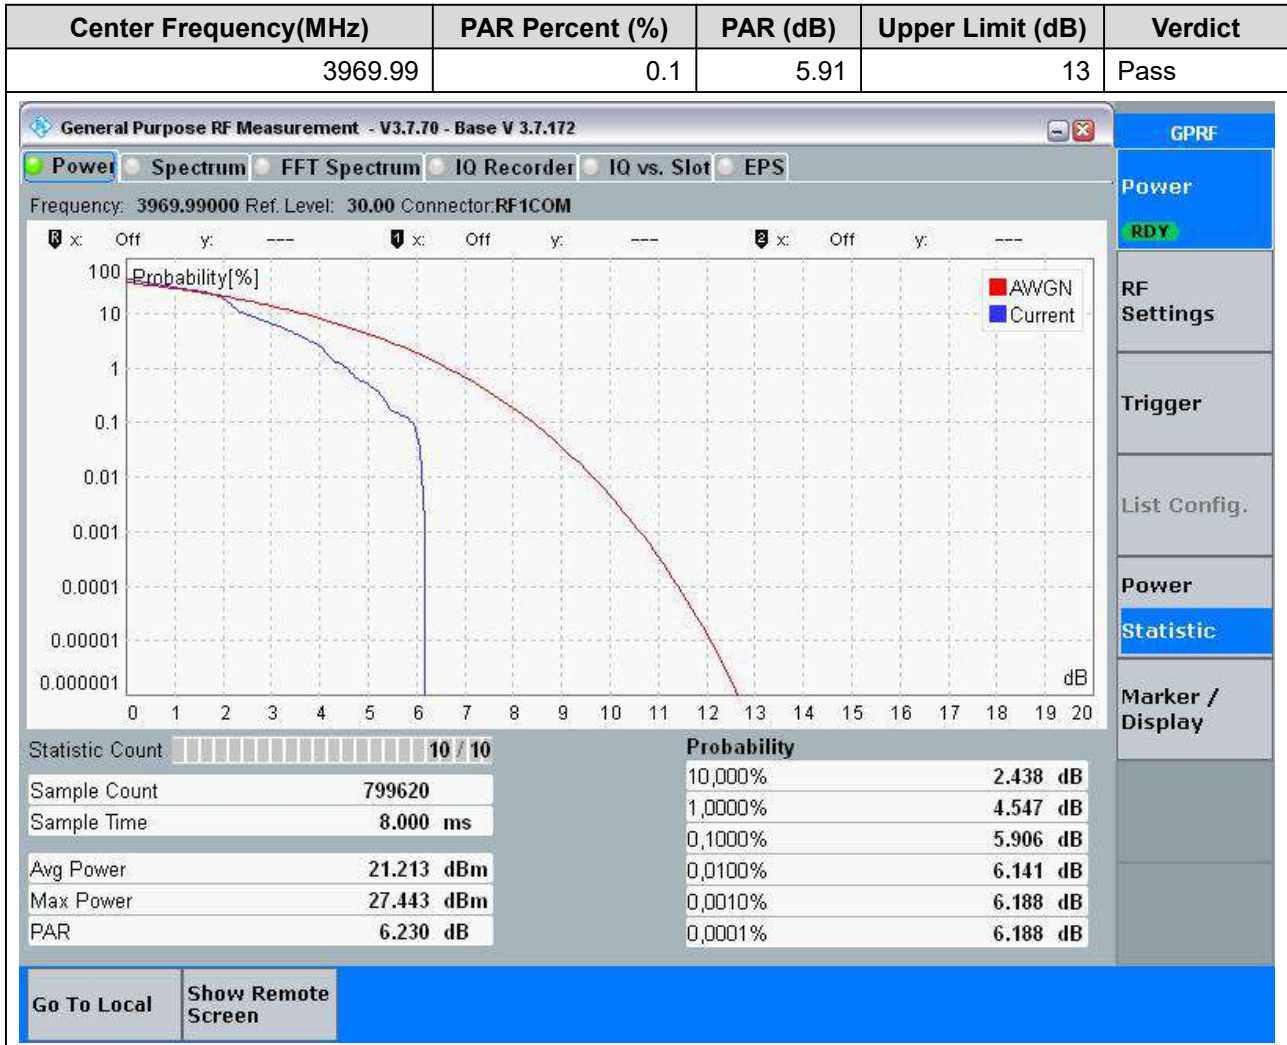 Center Frequency(MHz) PAR Percent (%) PAR (dB) Upper Limit (dB) Verdict
3969.99 0.1 5.91 13 Pass
General Purpose RF Measurement - V3.7.70 - Base V 3.7.172
GPRF
Power Spectrum FFT Spectrum IQ Recorder IQ vs. Slot EPS
Frequency: 3969.99000 Ref. Level: 30.00 Connector:RF1COM
R x: Off y: --- 1 x: Off y: --- 2 x: Off y: ---
Probability[%]
AWGN
Current
100
10
1
0.1
0.01
0.001
0.0001
0.00001
0.000001
dB
0 1 2 3 4 5 6 7 8 9 10 11 12 13 14 15 16 17 18 19 20
Statistic Count 10 / 10
Sample Count 799620
Sample Time 8.000 ms
Avg Power 21.213 dBm
Max Power 27.443 dBm
PAR 6.230 dB
Probability
10,000% 2.438 dB
1,0000% 4.547 dB
0,1000% 5.906 dB
0,0100% 6.141 dB
0,0010% 6.188 dB
0,0001% 6.188 dB
Power
RDY
RF
Settings
Trigger
List Config.
Power
Statistic
Marker /
Display
Go To Local
Show Remote
Screen